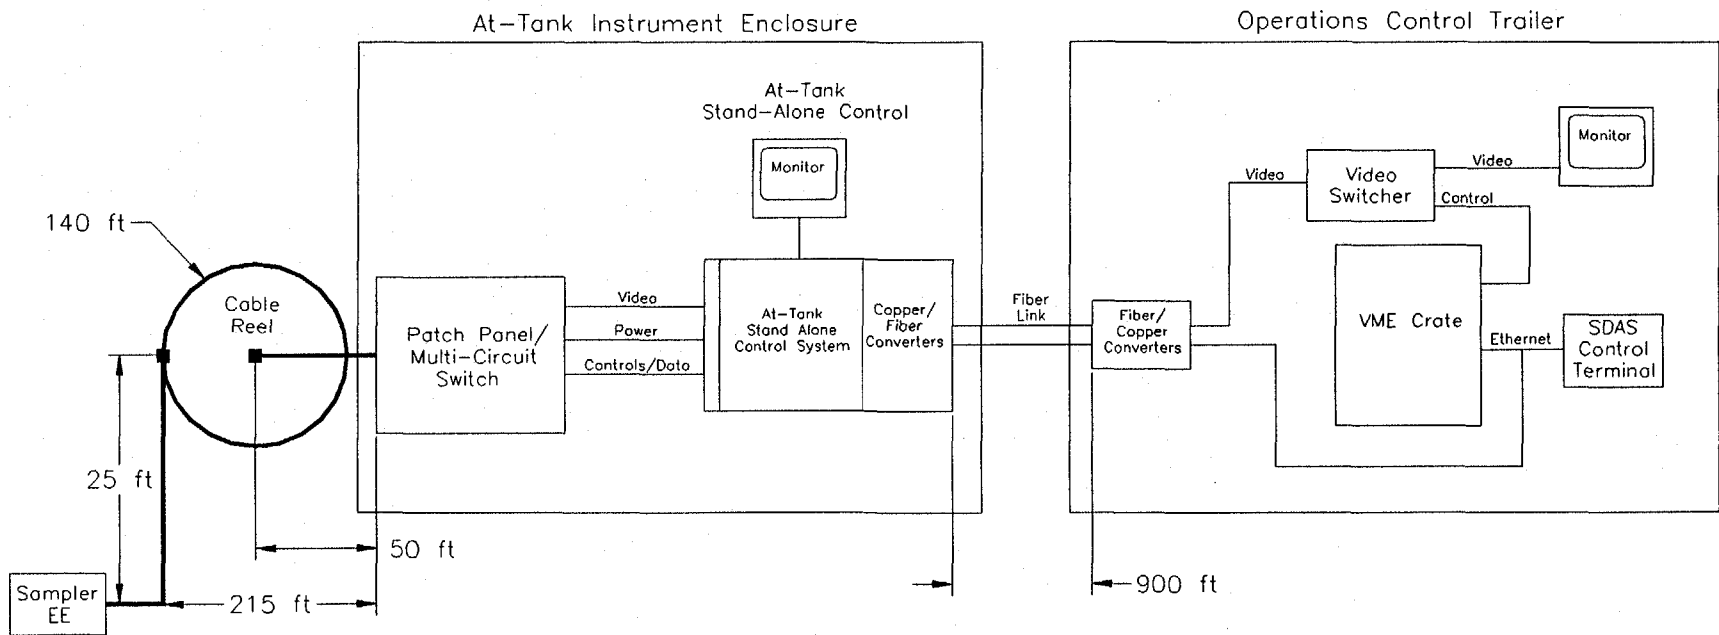 At-Tank Instrument Enclosure
Operations Control Trailer
At-Tank
Stand-Alone Control
Monitor
140 ft
Cable
Reel
Patch Panel/
Multi-Circuit
Switch
Video
Power
Controls/Data
At-Tank
Stand Alone
Control System
Copper/
Fiber
Converters
Fiber
Link
Fiber/
Copper
Converters
Video
Video
Switcher
Video
Control
Monitor
VME Crate
Ethernet
SDAS
Control
Terminal
25 ft
50 ft
215 ft
900 ft
Sampler
EE